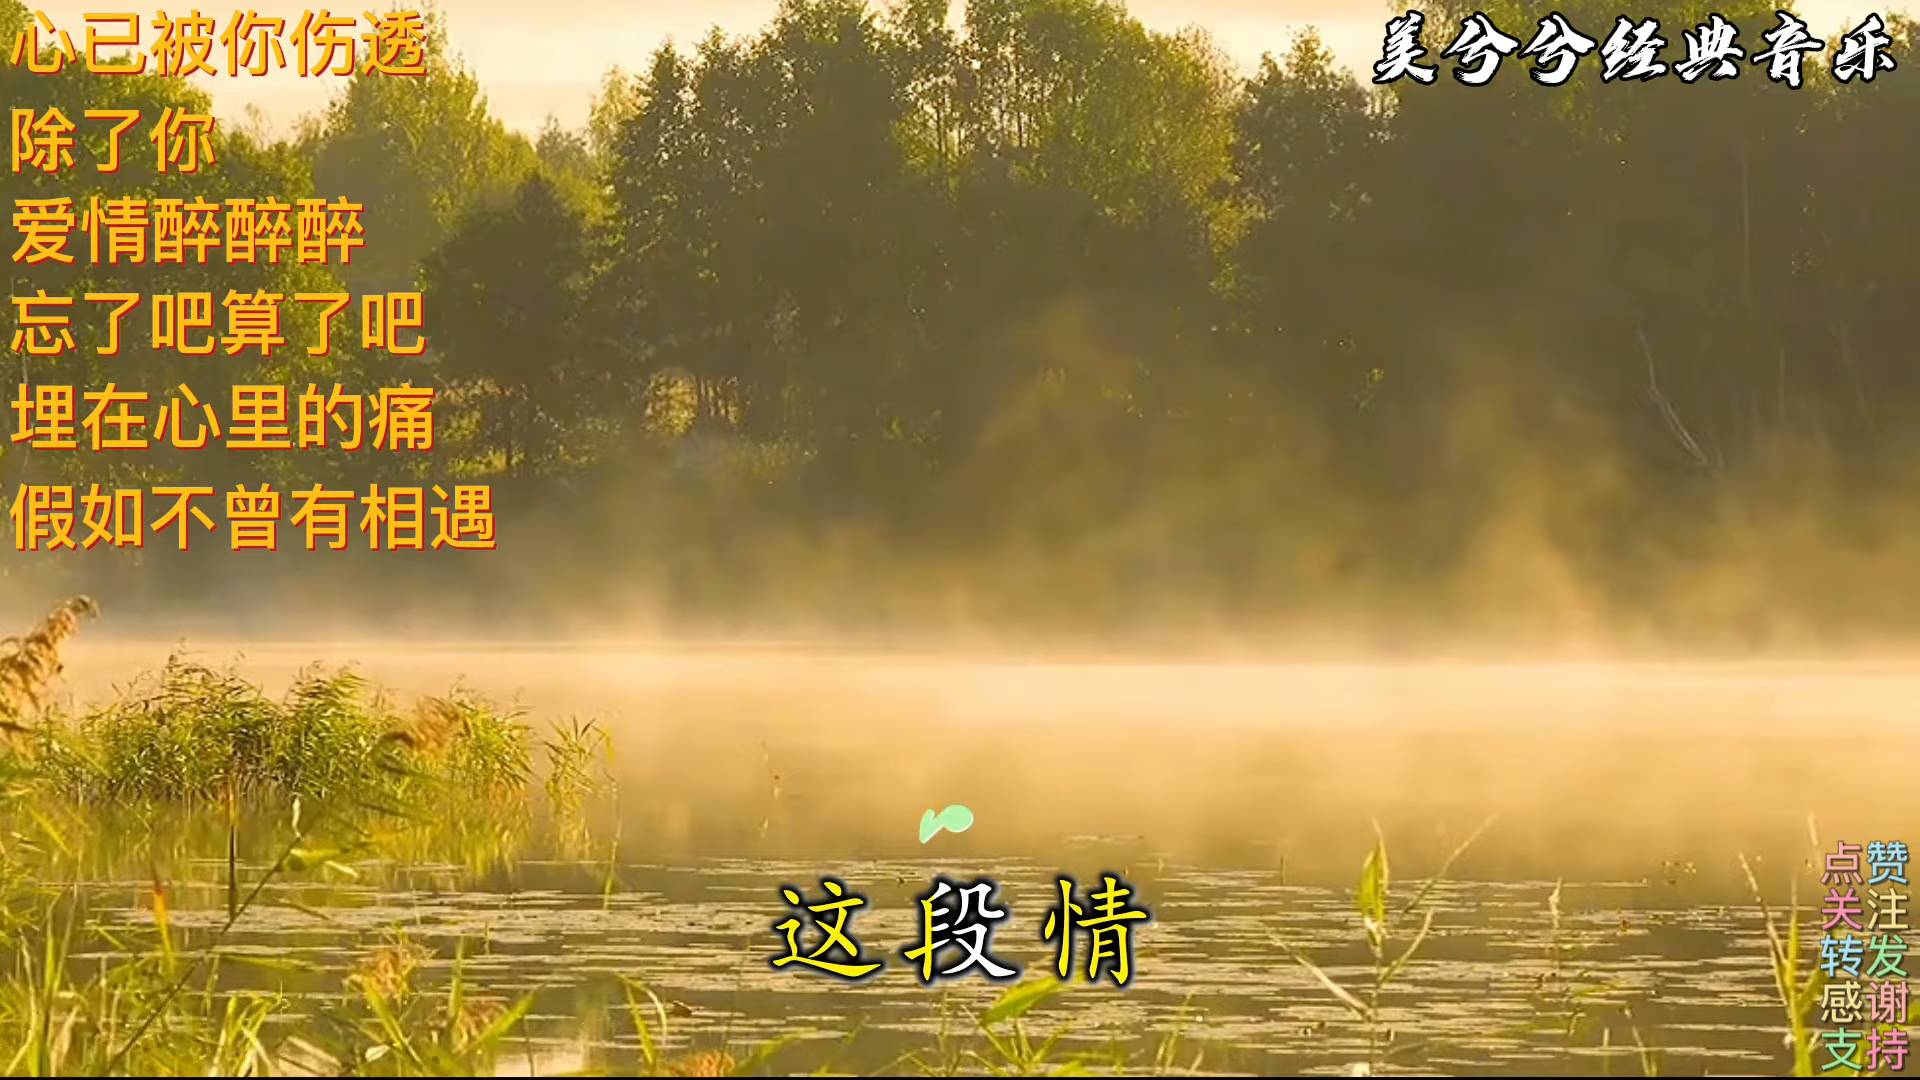 心已被你伤透
除了你
爱情醉醉醉
忘了吧算了吧
埋在心里的痛
假如不曾有相遇
美兮兮经典音乐
这段情
点赞
关注
转发
感谢
支持